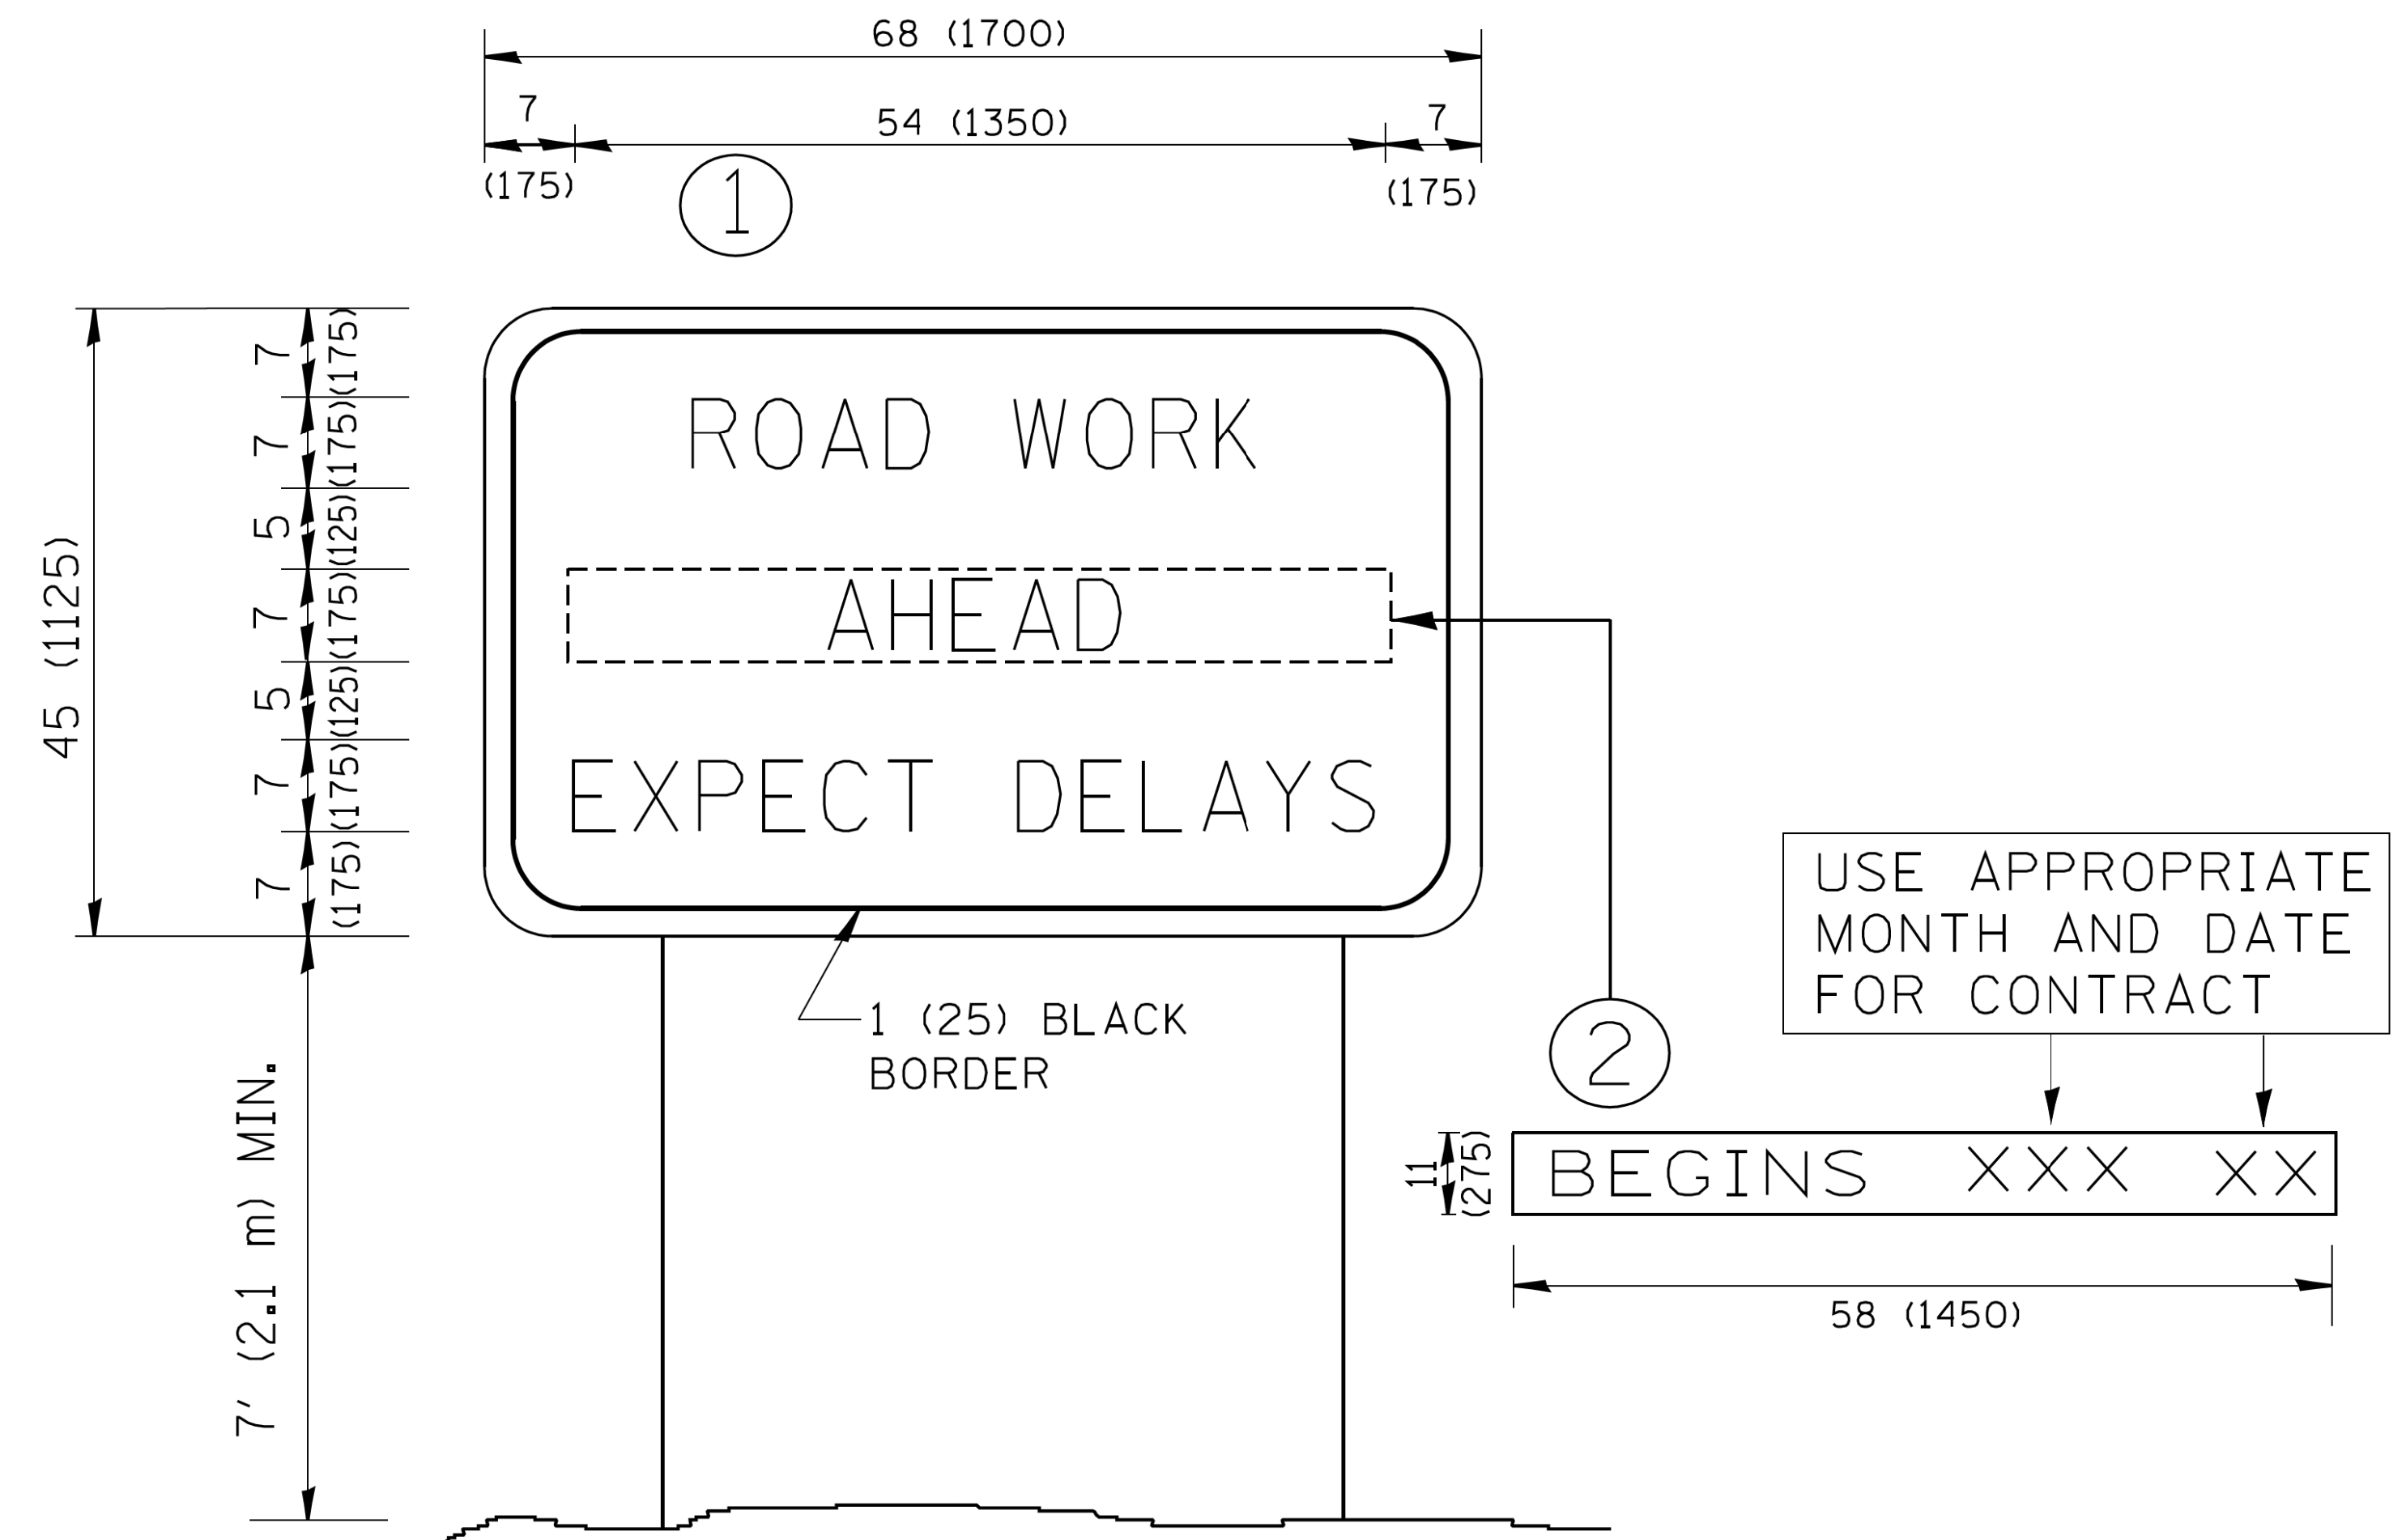 68 (1700)
7
54 (1350)
7
(175)
(175)
1
45 (1125)
7
(175)
7
(175)
5
(125)
7
(175)
5
(125)
7
(175)
7
(175)
ROAD WORK
AHEAD
EXPECT DELAYS
1 (25) BLACK
BORDER
7' (2.1 m) MIN.
2
USE APPROPRIATE
MONTH AND DATE
FOR CONTRACT
11
(275)
BEGINS XXX XX
58 (1450)